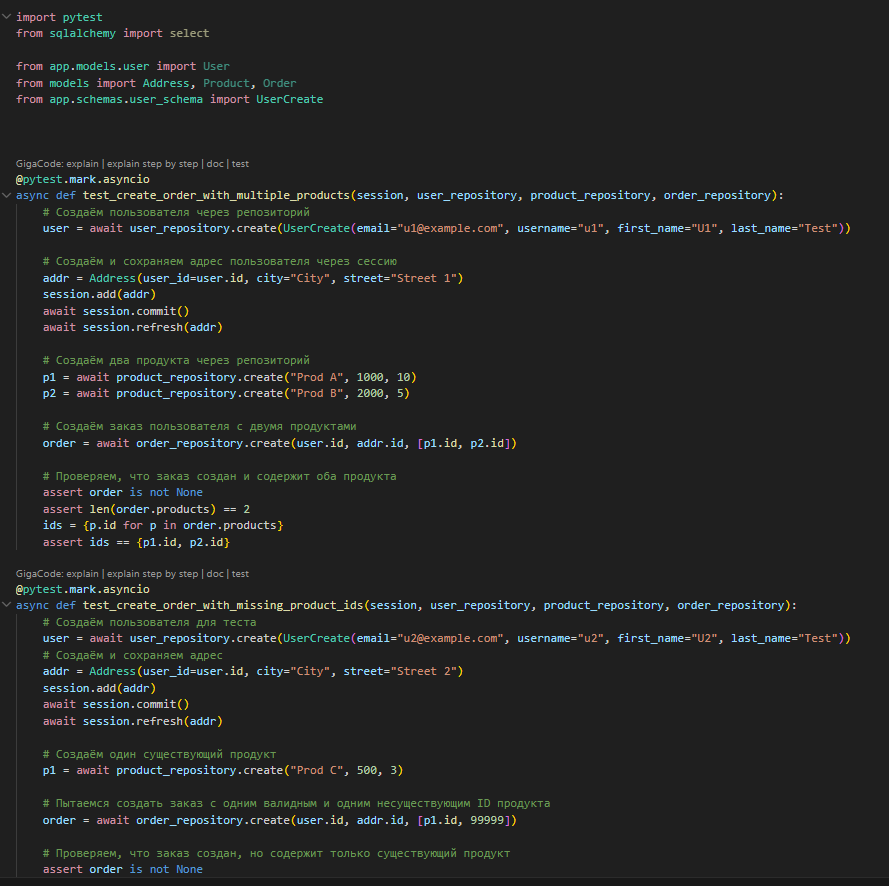 import pytest
from sqlalchemy import select
from app.models.user import User
from models import Address, Product, Order
from app.schemas.user_schema import UserCreate
GigaCode: explain | explain step by step | doc | test
@pytest.mark.asyncio
async def test_create_order_with_multiple_products(session, user_repository, product_repository, order_repository):
    # Создаём пользователя через репозиторий
    user = await user_repository.create(UserCreate(email="u1@example.com", username="u1", first_name="U1", last_name="Test"))
    # Создаём и сохраняем адрес пользователя через сессию
    addr = Address(user_id=user.id, city="City", street="Street 1")
    session.add(addr)
    await session.commit()
    await session.refresh(addr)
    # Создаём два продукта через репозиторий
    p1 = await product_repository.create("Prod A", 1000, 10)
    p2 = await product_repository.create("Prod B", 2000, 5)
    # Создаём заказ пользователя с двумя продуктами
    order = await order_repository.create(user.id, addr.id, [p1.id, p2.id])
    # Проверяем, что заказ создан и содержит оба продукта
    assert order is not None
    assert len(order.products) == 2
    ids = {p.id for p in order.products}
    assert ids == {p1.id, p2.id}
GigaCode: explain | explain step by step | doc | test
@pytest.mark.asyncio
async def test_create_order_with_missing_product_ids(session, user_repository, product_repository, order_repository):
    # Создаём пользователя для теста
    user = await user_repository.create(UserCreate(email="u2@example.com", username="u2", first_name="U2", last_name="Test"))
    # Создаём и сохраняем адрес
    addr = Address(user_id=user.id, city="City", street="Street 2")
    session.add(addr)
    await session.commit()
    await session.refresh(addr)
    # Создаём один существующий продукт
    p1 = await product_repository.create("Prod C", 500, 3)
    # Пытаемся создать заказ с одним валидным и одним несуществующим ID продукта
    order = await order_repository.create(user.id, addr.id, [p1.id, 99999])
    # Проверяем, что заказ создан, но содержит только существующий продукт
    assert order is not None